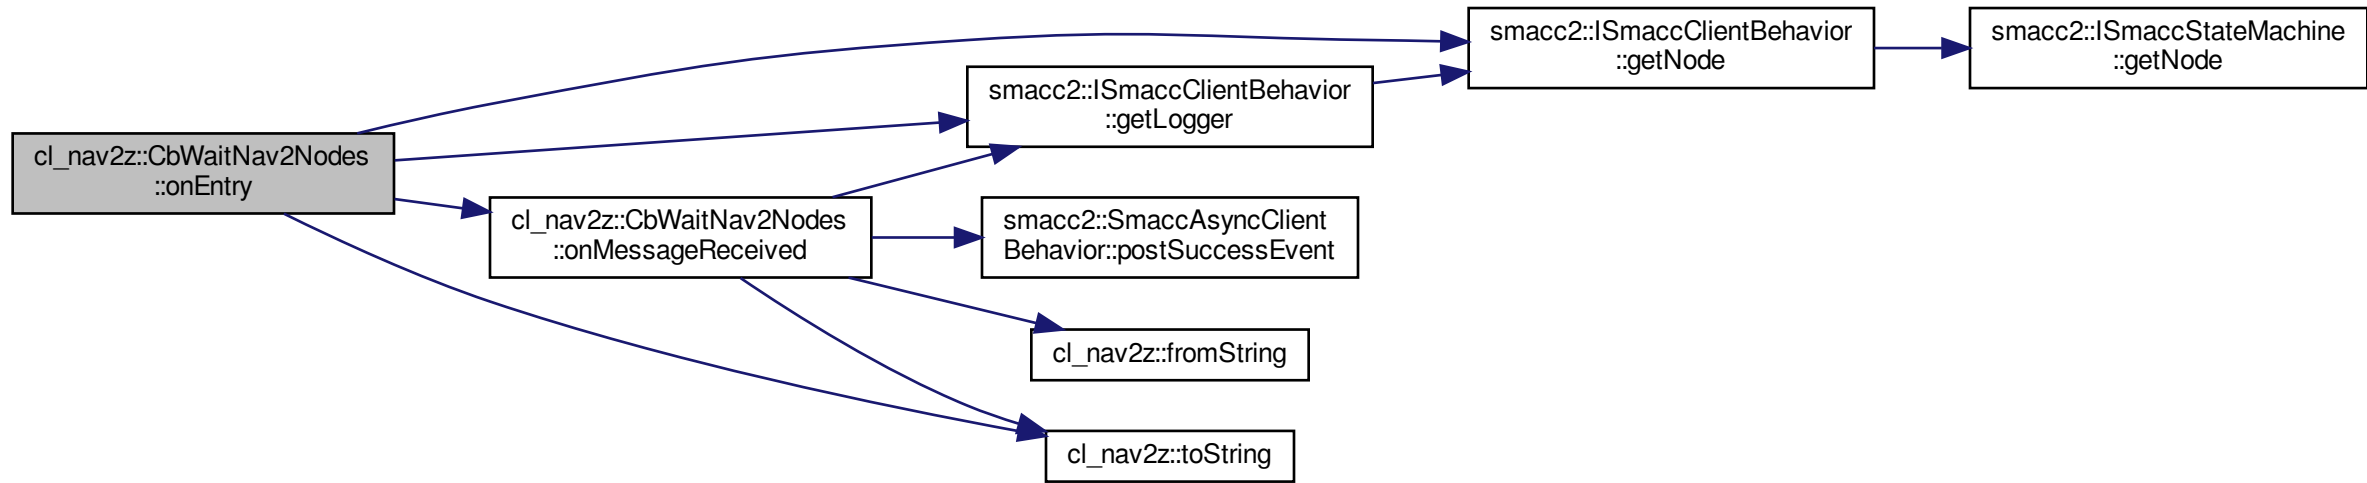 cl_nav2z::CbWaitNav2Nodes
::onEntry
cl_nav2z::CbWaitNav2Nodes
::onMessageReceived
smacc2::ISmaccClientBehavior
::getLogger
smacc2::ISmaccClientBehavior
::getNode
smacc2::ISmaccStateMachine
::getNode
smacc2::SmaccAsyncClient
Behavior::postSuccessEvent
cl_nav2z::fromString
cl_nav2z::toString